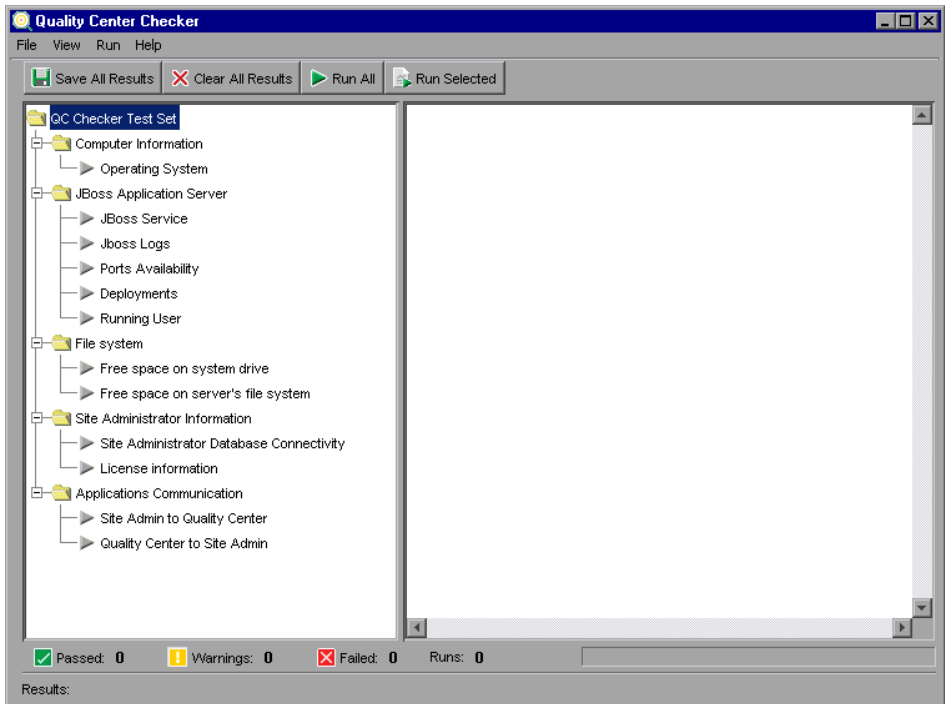 Quality Center Checker
File View Run Help
Save All Results Clear All Results Run All Run Selected
QC Checker Test Set
Computer Information
Operating System
JBoss Application Server
JBoss Service
Jboss Logs
Ports Availability
Deployments
Running User
File system
Free space on system drive
Free space on server's file system
Site Administrator Information
Site Administrator Database Connectivity
License information
Applications Communication
Site Admin to Quality Center
Quality Center to Site Admin
Passed: 0 Warnings: 0 Failed: 0 Runs: 0
Results: